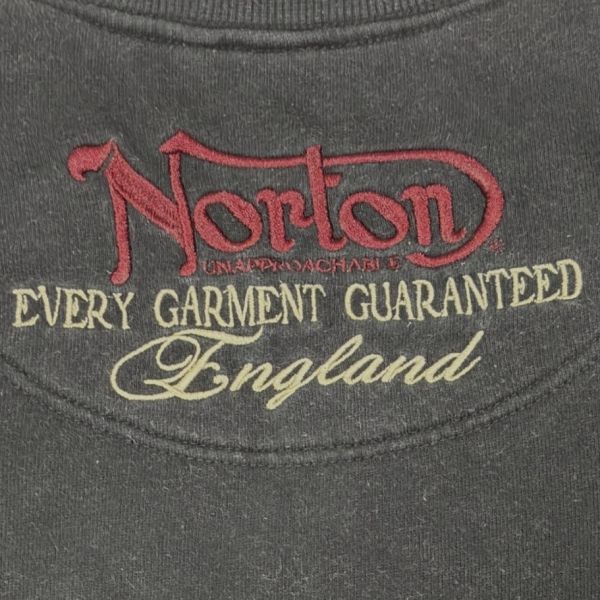 Norton
UNAPPROACHABLE
EVERY GARMENT GUARANTEED
England